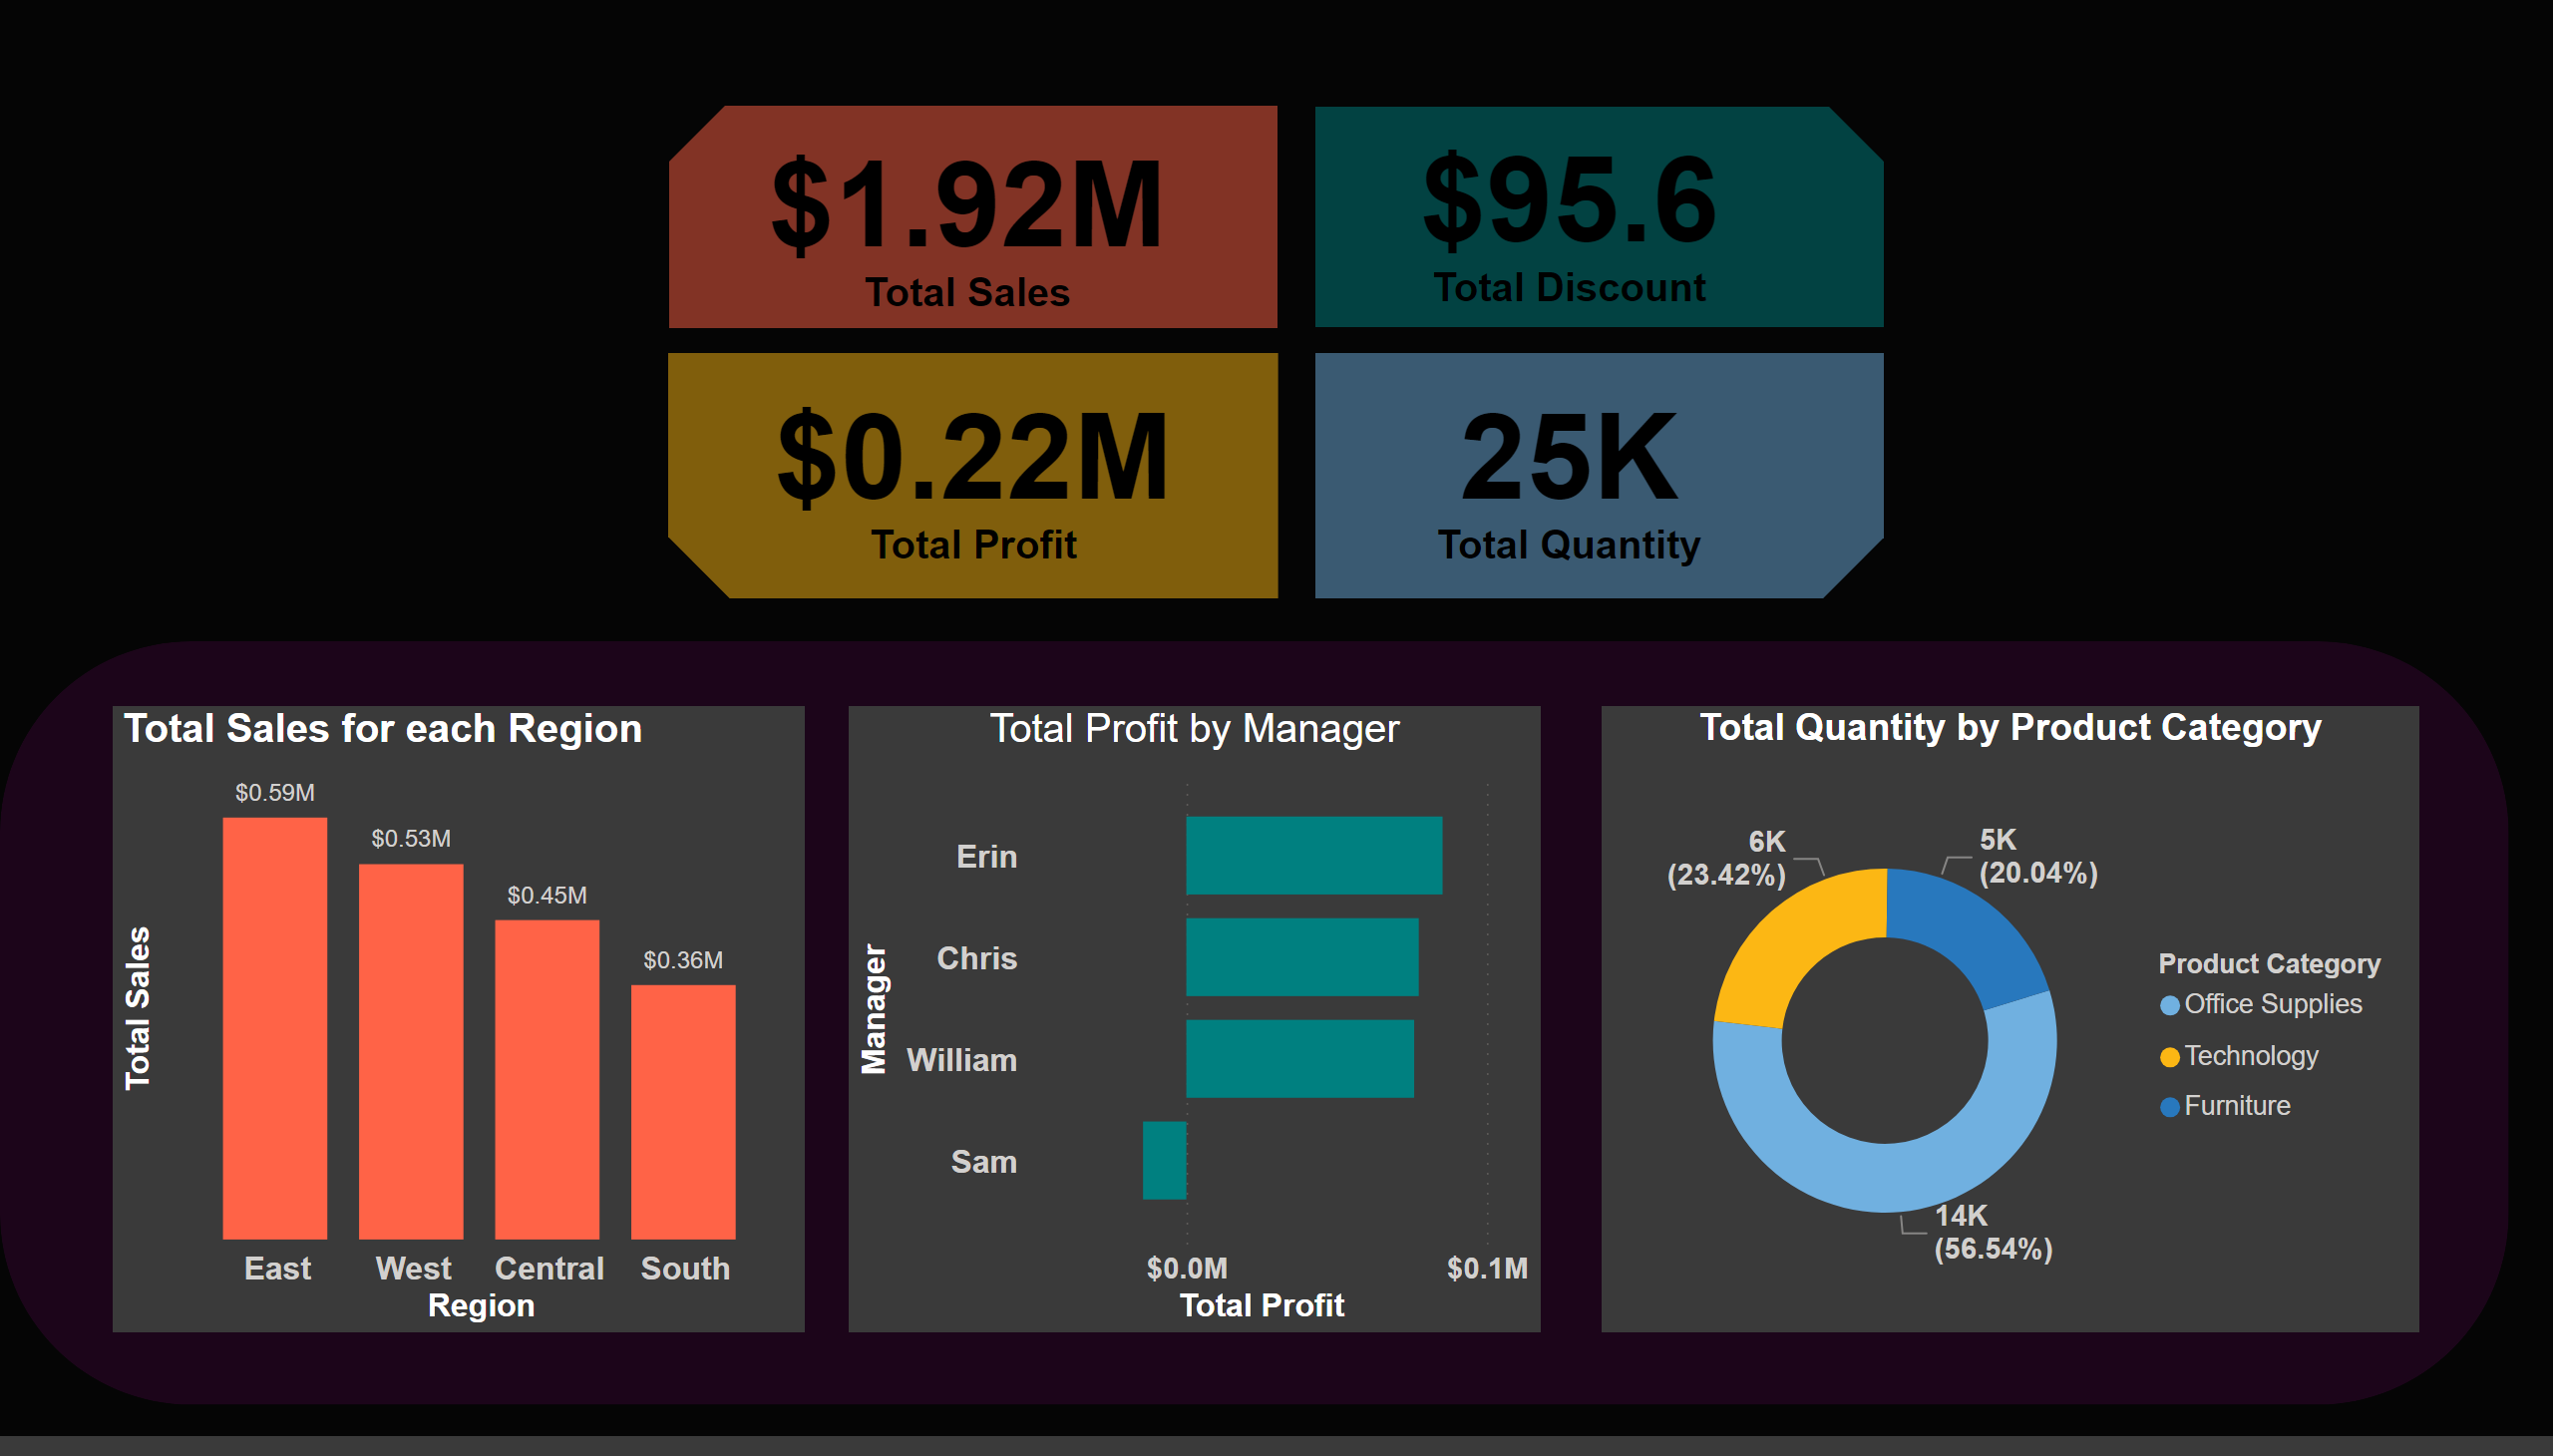 $1.92M
Total Sales
$95.6
Total Discount
$0.22M
Total Profit
25K
Total Quantity
Total Sales for each Region
$0.59M
$0.53M
$0.45M
$0.36M
Total Sales
East
West
Central
South
Region
Total Profit by Manager
Manager
Erin
Chris
William
Sam
$0.0M
$0.1M
Total Profit
Total Quantity by Product Category
6K
(23.42%)
5K
(20.04%)
14K
(56.54%)
Product Category
Office Supplies
Technology
Furniture